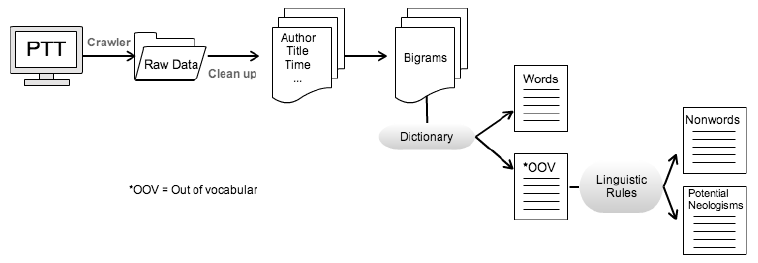 PTT
Crawler
Raw Data
Clean up
Author
Title
Time
...
Bigrams
Dictionary
Words
*OOV
Linguistic
Rules
Nonwords
Potential
Neologisms
*OOV = Out of vocabular